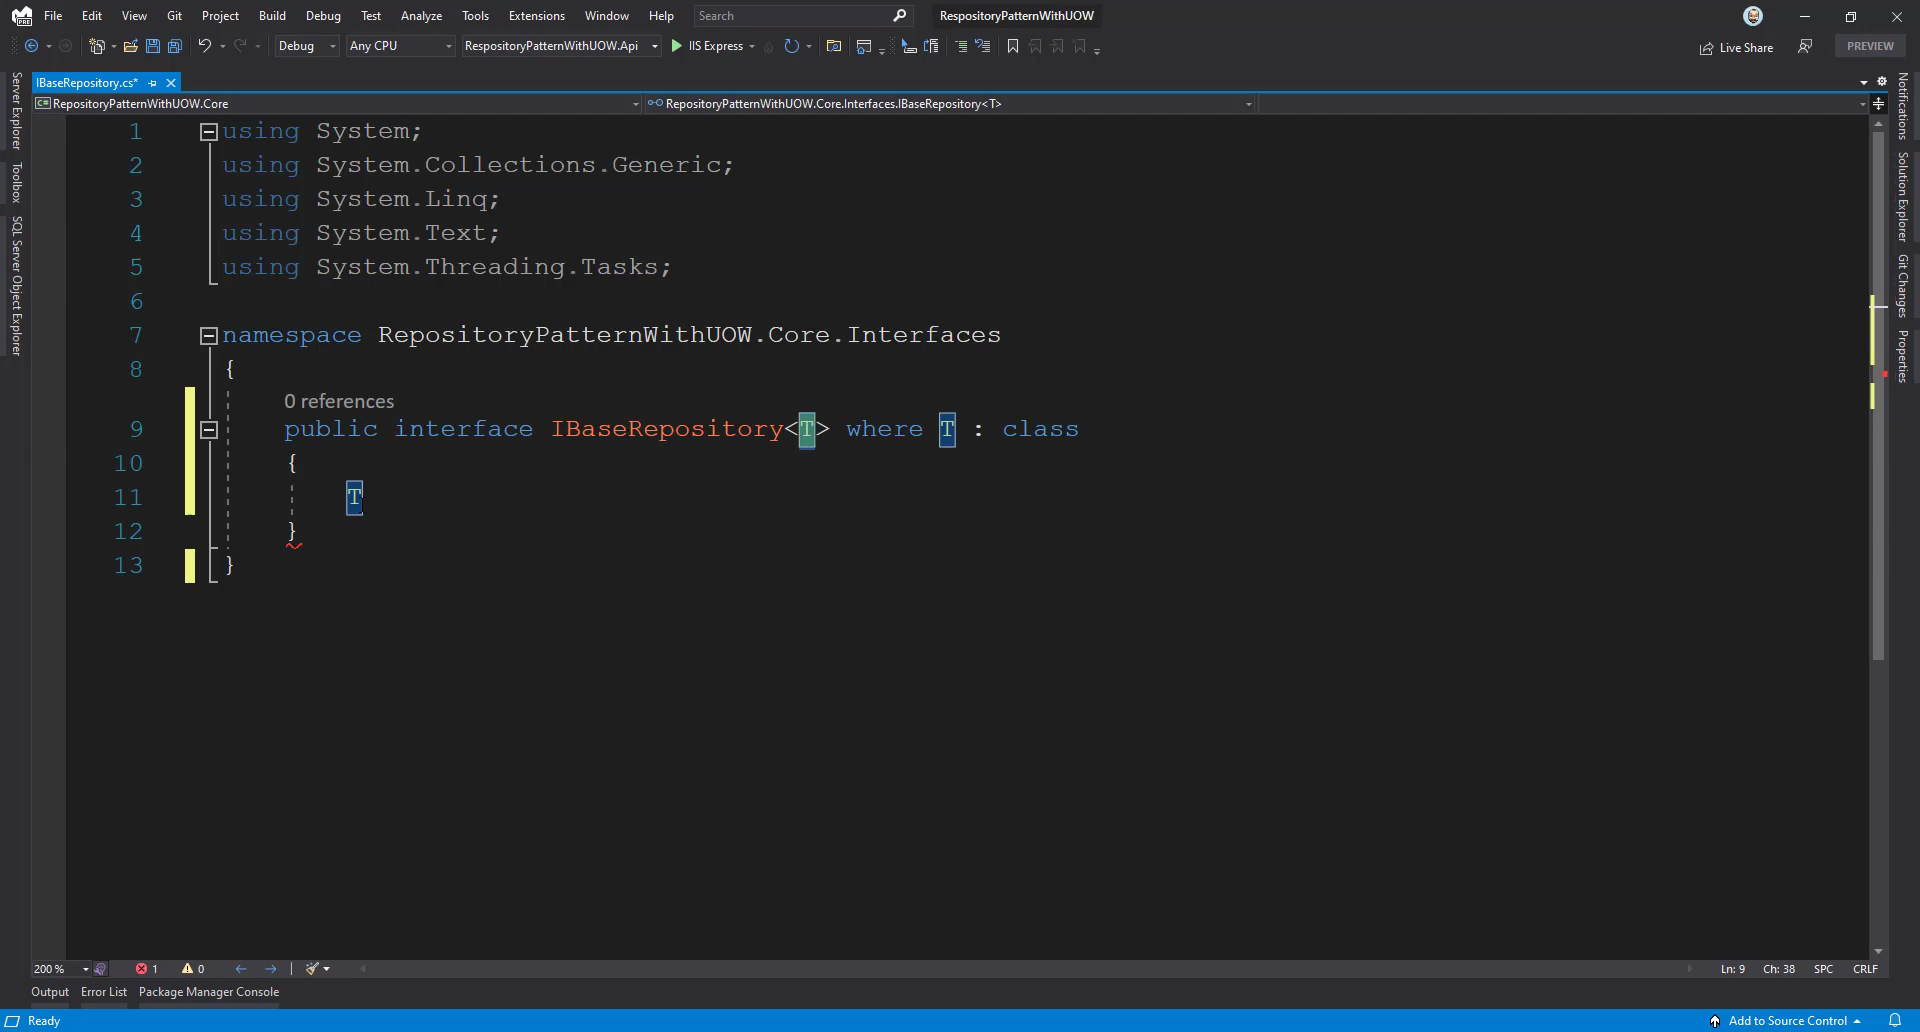 File Edit View Git Project Build Debug Test Analyze Tools Extensions Window Help Search RespositoryPatternWithUOW
Debug Any CPU RespositoryPatternWithUOW.Api IIS Express Live Share PREVIEW
IBaseRepository.cs*
C# RepositoryPatternWithUOW.Core RepositoryPatternWithUOW.Core.Interfaces.IBaseRepository<T>
Server Explorer
Toolbox
SQL Server Object Explorer
1 using System;
2 using System.Collections.Generic;
3 using System.Linq;
4 using System.Text;
5 using System.Threading.Tasks;
6
7 namespace RepositoryPatternWithUOW.Core.Interfaces
8 {
0 references
9 public interface IBaseRepository<T> where T : class
10 {
11 T
12 }
13 }
Notifications
Solution Explorer
Git Changes
Properties
200 % 1 0 Ln: 9 Ch: 38 SPC CRLF
Output Error List Package Manager Console
Ready Add to Source Control